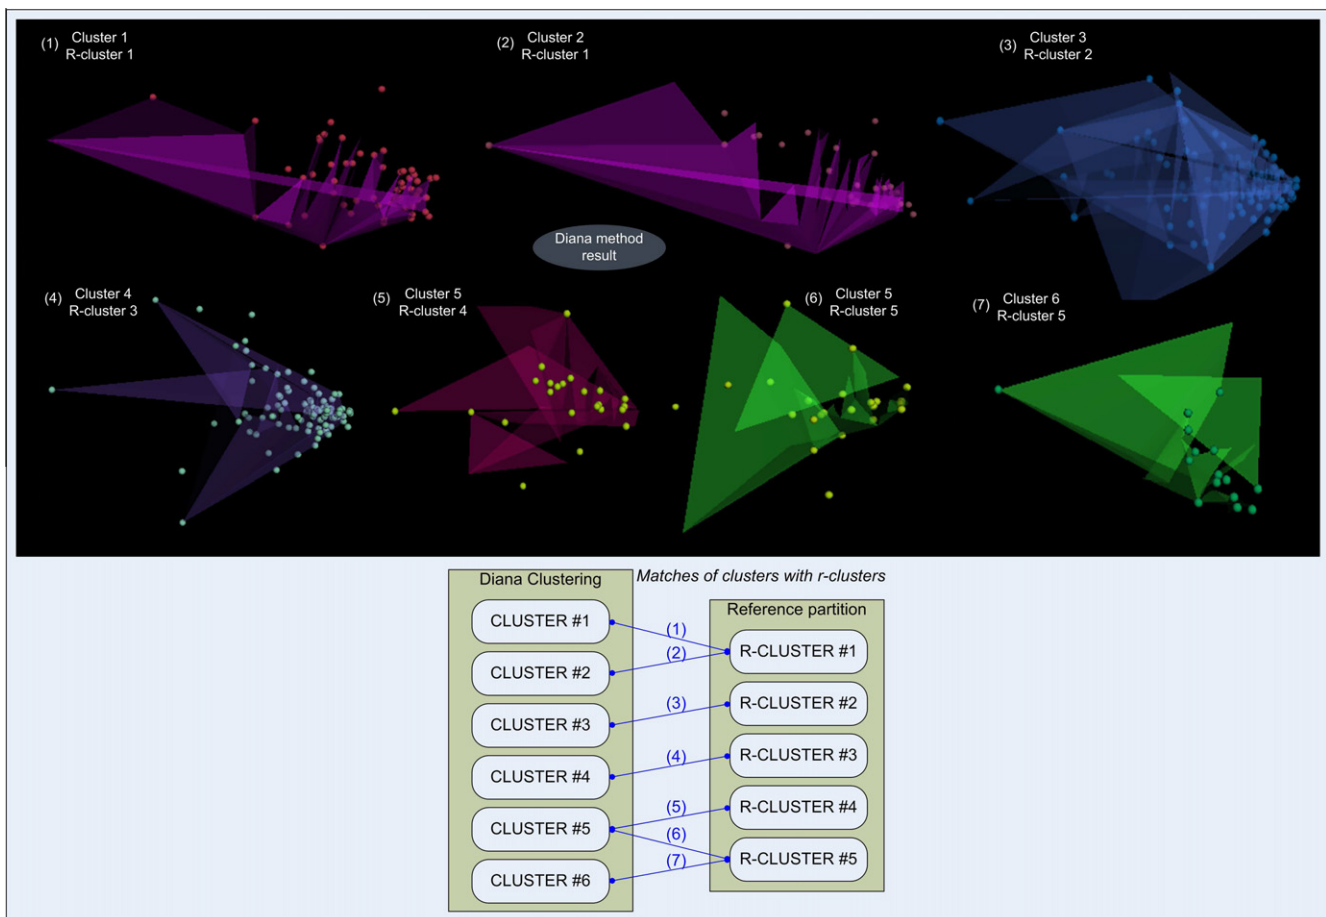 (1) Cluster 1
R-cluster 1
(2) Cluster 2
R-cluster 1
(3) Cluster 3
R-cluster 2
Diana method
result
(4) Cluster 4
R-cluster 3
(5) Cluster 5
R-cluster 4
(6) Cluster 5
R-cluster 5
(7) Cluster 6
R-cluster 5
Matches of clusters with r-clusters
Diana Clustering
CLUSTER #1
CLUSTER #2
CLUSTER #3
CLUSTER #4
CLUSTER #5
CLUSTER #6
(1)
(2)
(3)
(4)
(5)
(6)
(7)
Reference partition
R-CLUSTER #1
R-CLUSTER #2
R-CLUSTER #3
R-CLUSTER #4
R-CLUSTER #5